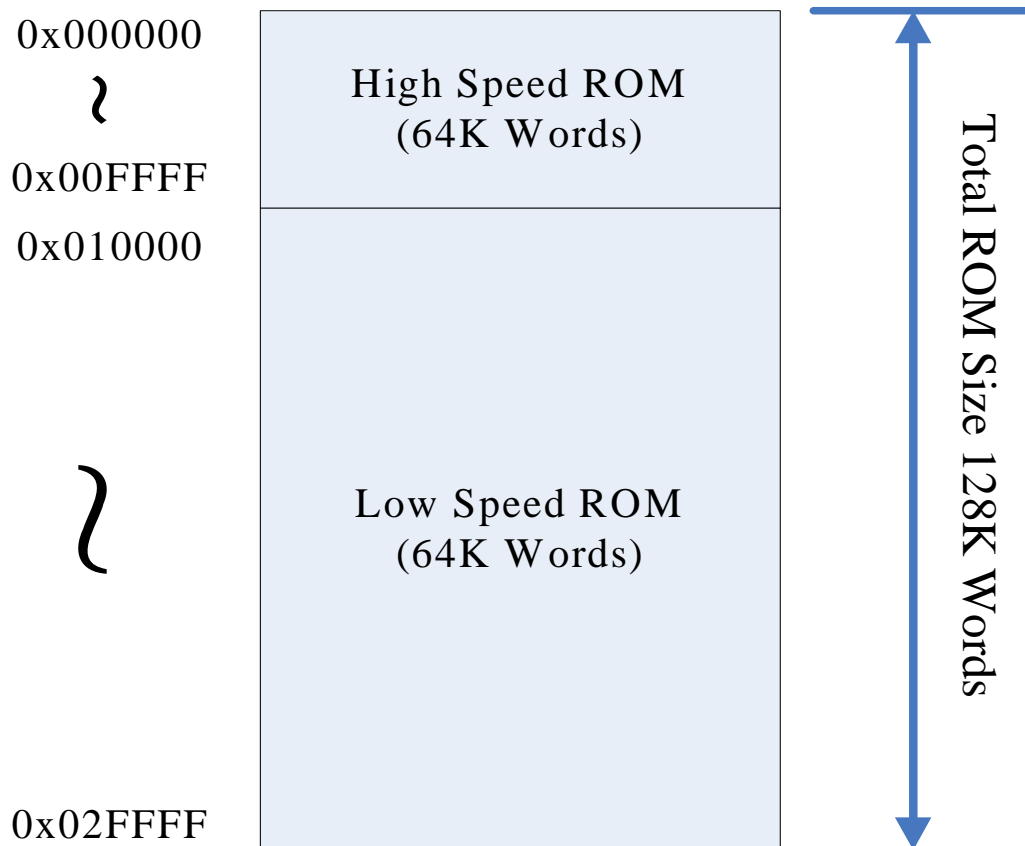 0x000000
~
0x00FFFF
High Speed ROM
(64K Words)
0x010000
~
0x02FFFF
Low Speed ROM
(64K Words)
Total ROM Size 128K Words